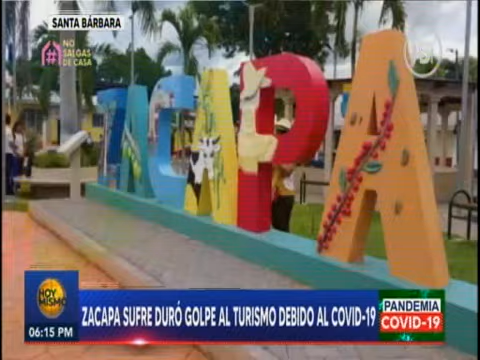 SANTA BÁRBARA
#NO
SALGAS
DE CASA
ZACAPA
HOY
MISMO
06:15 PM
ZACAPA SUFRE DURÓ GOLPE AL TURISMO DEBIDO AL COVID-19
PANDEMIA
COVID-19